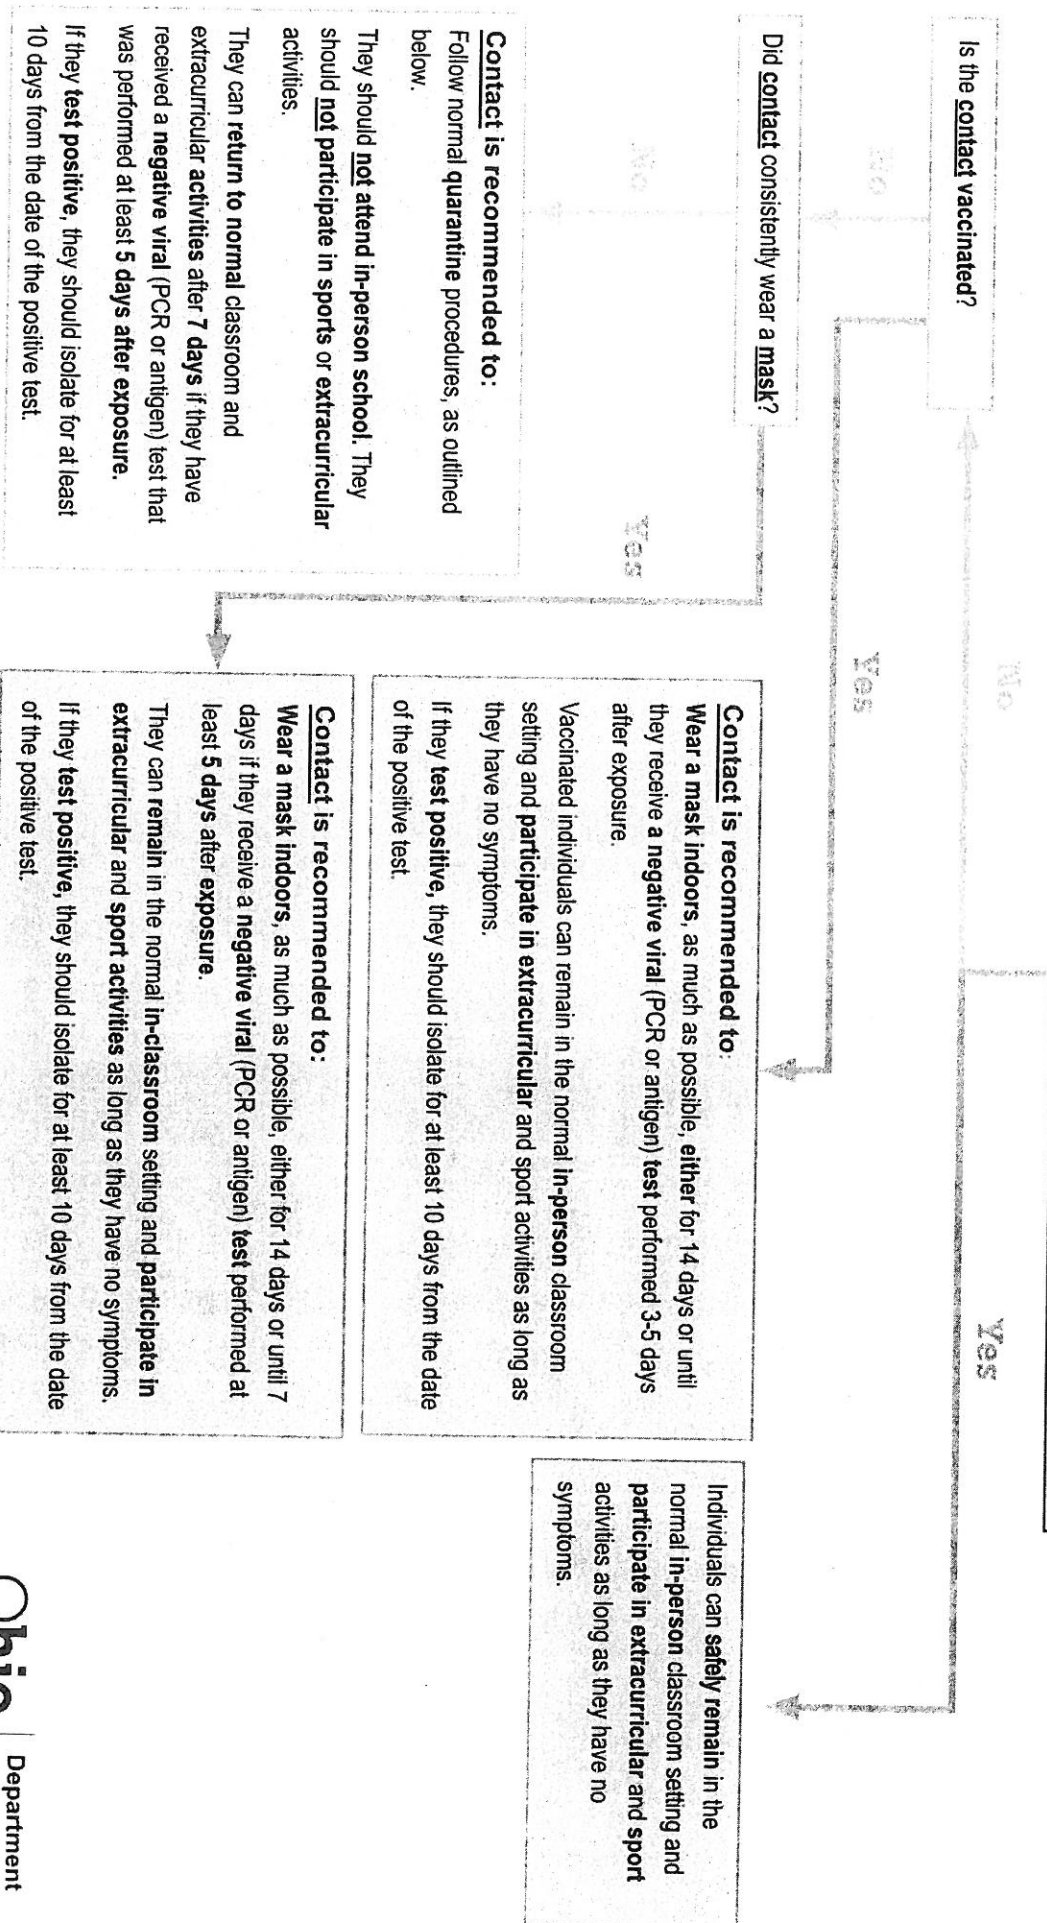 No
Yes
Is the contact vaccinated?
No
Yes
Did contact consistently wear a mask?
No
Yes
Contact is recommended to:
Follow normal quarantine procedures, as outlined
below.
They should not attend in-person school. They
should not participate in sports or extracurricular
activities.
They can return to normal classroom and
extracurricular activities after 7 days if they have
received a negative viral (PCR or antigen) test that
was performed at least 5 days after exposure.
If they test positive, they should isolate for at least
10 days from the date of the positive test.
Contact is recommended to:
Wear a mask indoors, as much as possible, either for 14 days or until
they receive a negative viral (PCR or antigen) test performed 3-5 days
after exposure.
Vaccinated individuals can remain in the normal in-person classroom
setting and participate in extracurricular and sport activities as long as
they have no symptoms.
If they test positive, they should isolate for at least 10 days from the date
of the positive test.
Contact is recommended to:
Wear a mask indoors, as much as possible, either for 14 days or until 7
days if they receive a negative viral (PCR or antigen) test performed at
least 5 days after exposure.
They can remain in the normal in-classroom setting and participate in
extracurricular and sport activities as long as they have no symptoms.
If they test positive, they should isolate for at least 10 days from the date
of the positive test.
Individuals can safely remain in the
normal in-person classroom setting and
participate in extracurricular and sport
activities as long as they have no
symptoms.
Ohio
Department